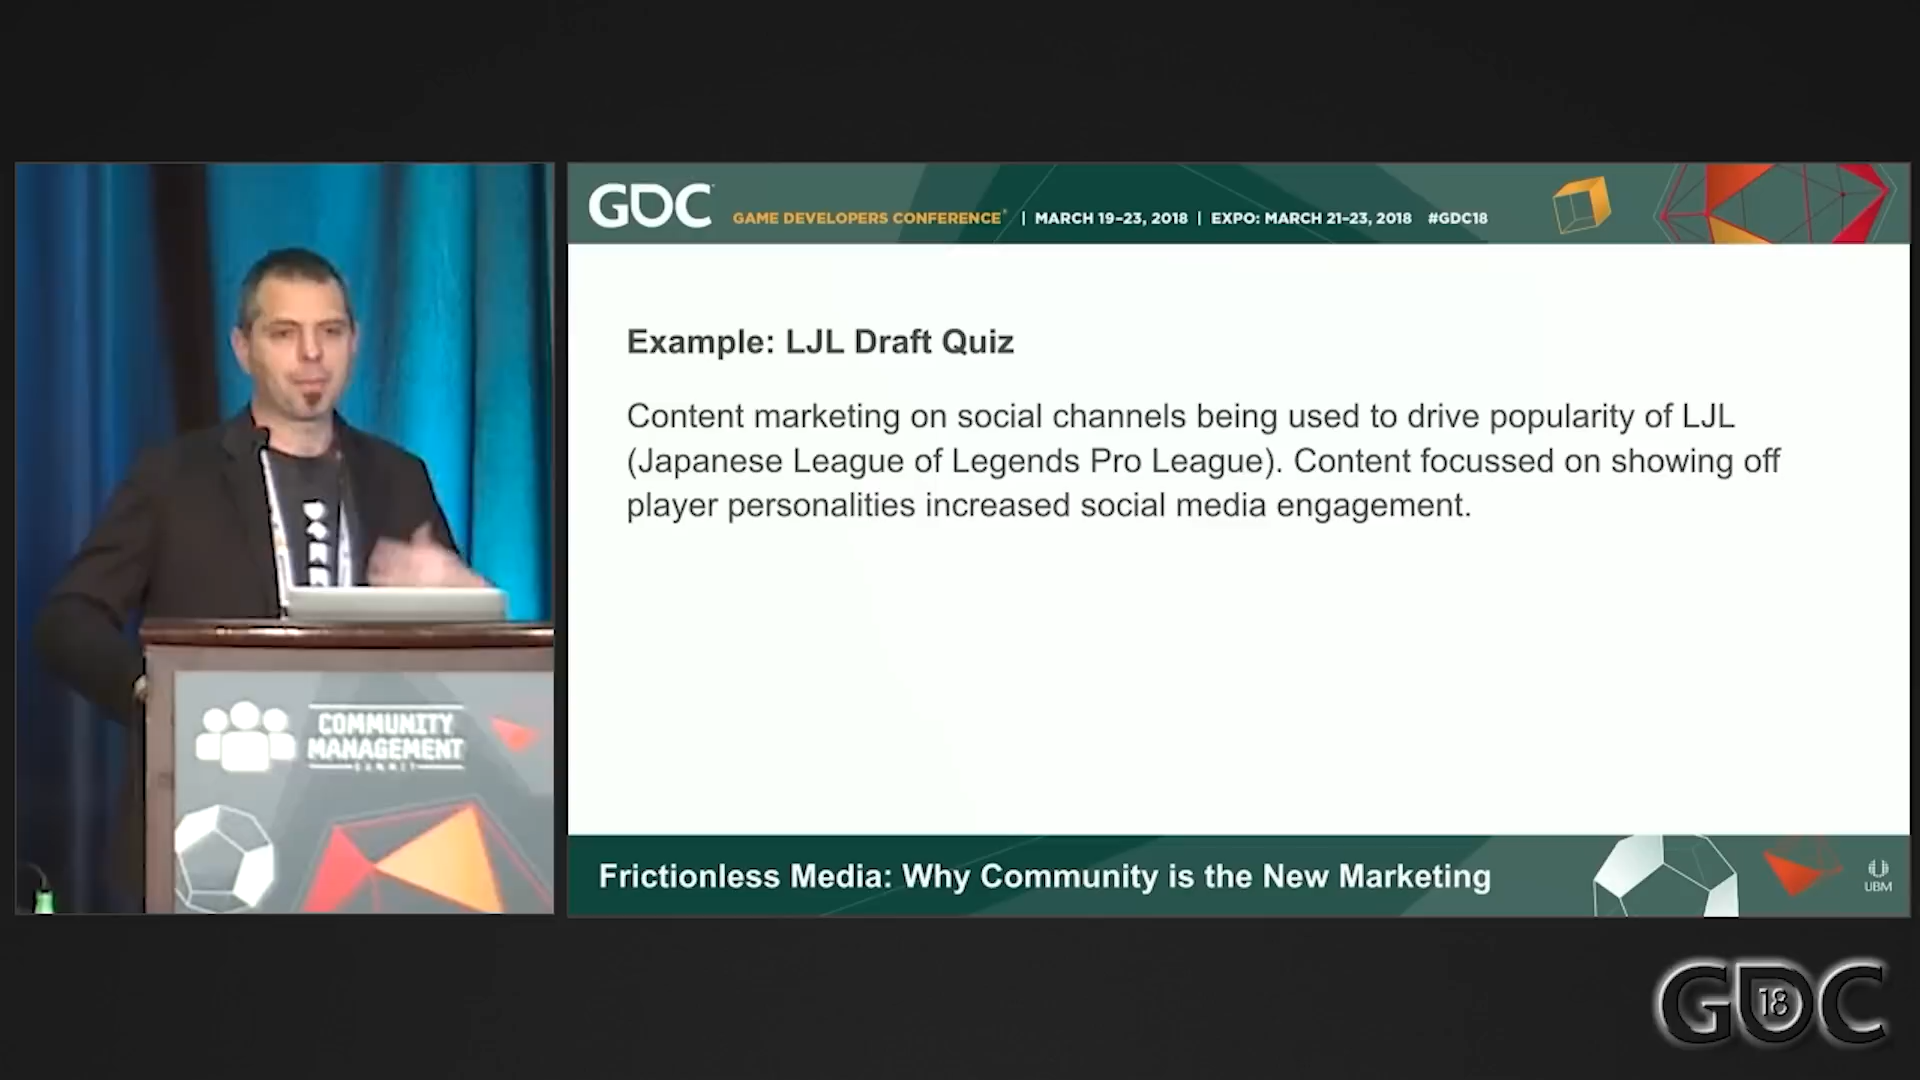 GDC
GAME DEVELOPERS CONFERENCE® | MARCH 19–23, 2018 | EXPO: MARCH 21–23, 2018 #GDC18
Example: LJL Draft Quiz
Content marketing on social channels being used to drive popularity of LJL
(Japanese League of Legends Pro League). Content focussed on showing off
player personalities increased social media engagement.
COMMUNITY
MANAGEMENT
SUMMIT
Frictionless Media: Why Community is the New Marketing
UBM
GDC
18